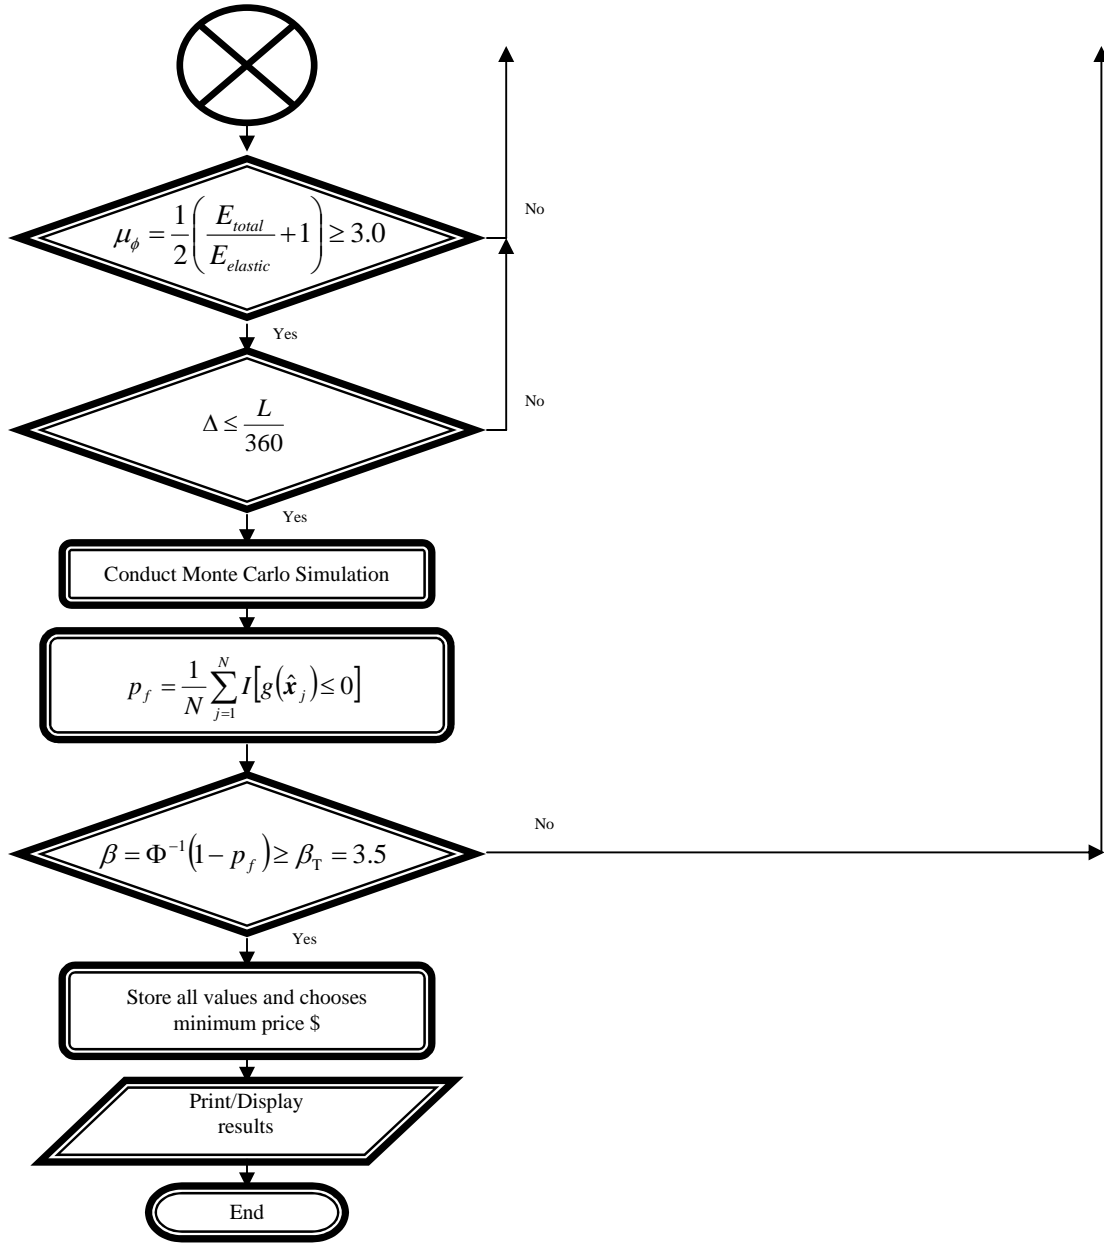 μ_ϕ = 1/2 (E_total/E_elastic + 1) ≥ 3.0
No
Yes
Δ ≤ L/360
No
Yes
Conduct Monte Carlo Simulation
p_f = 1/N ∑_{j=1}^{N} I[g(x̂_j) ≤ 0]
β = Φ^{-1}(1 − p_f) ≥ β_T = 3.5
No
Yes
Store all values and chooses
minimum price $
Print/Display
results
End